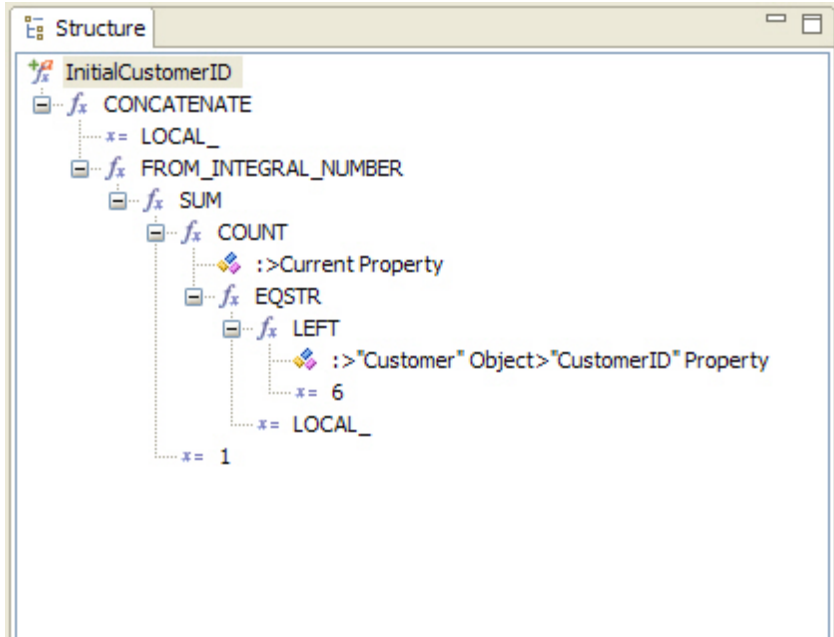 Structure
InitialCustomerID
CONCATENATE
x= LOCAL_
FROM_INTEGRAL_NUMBER
SUM
COUNT
:>Current Property
EQSTR
LEFT
:>"Customer" Object>"CustomerID" Property
x= 6
x= LOCAL_
x= 1